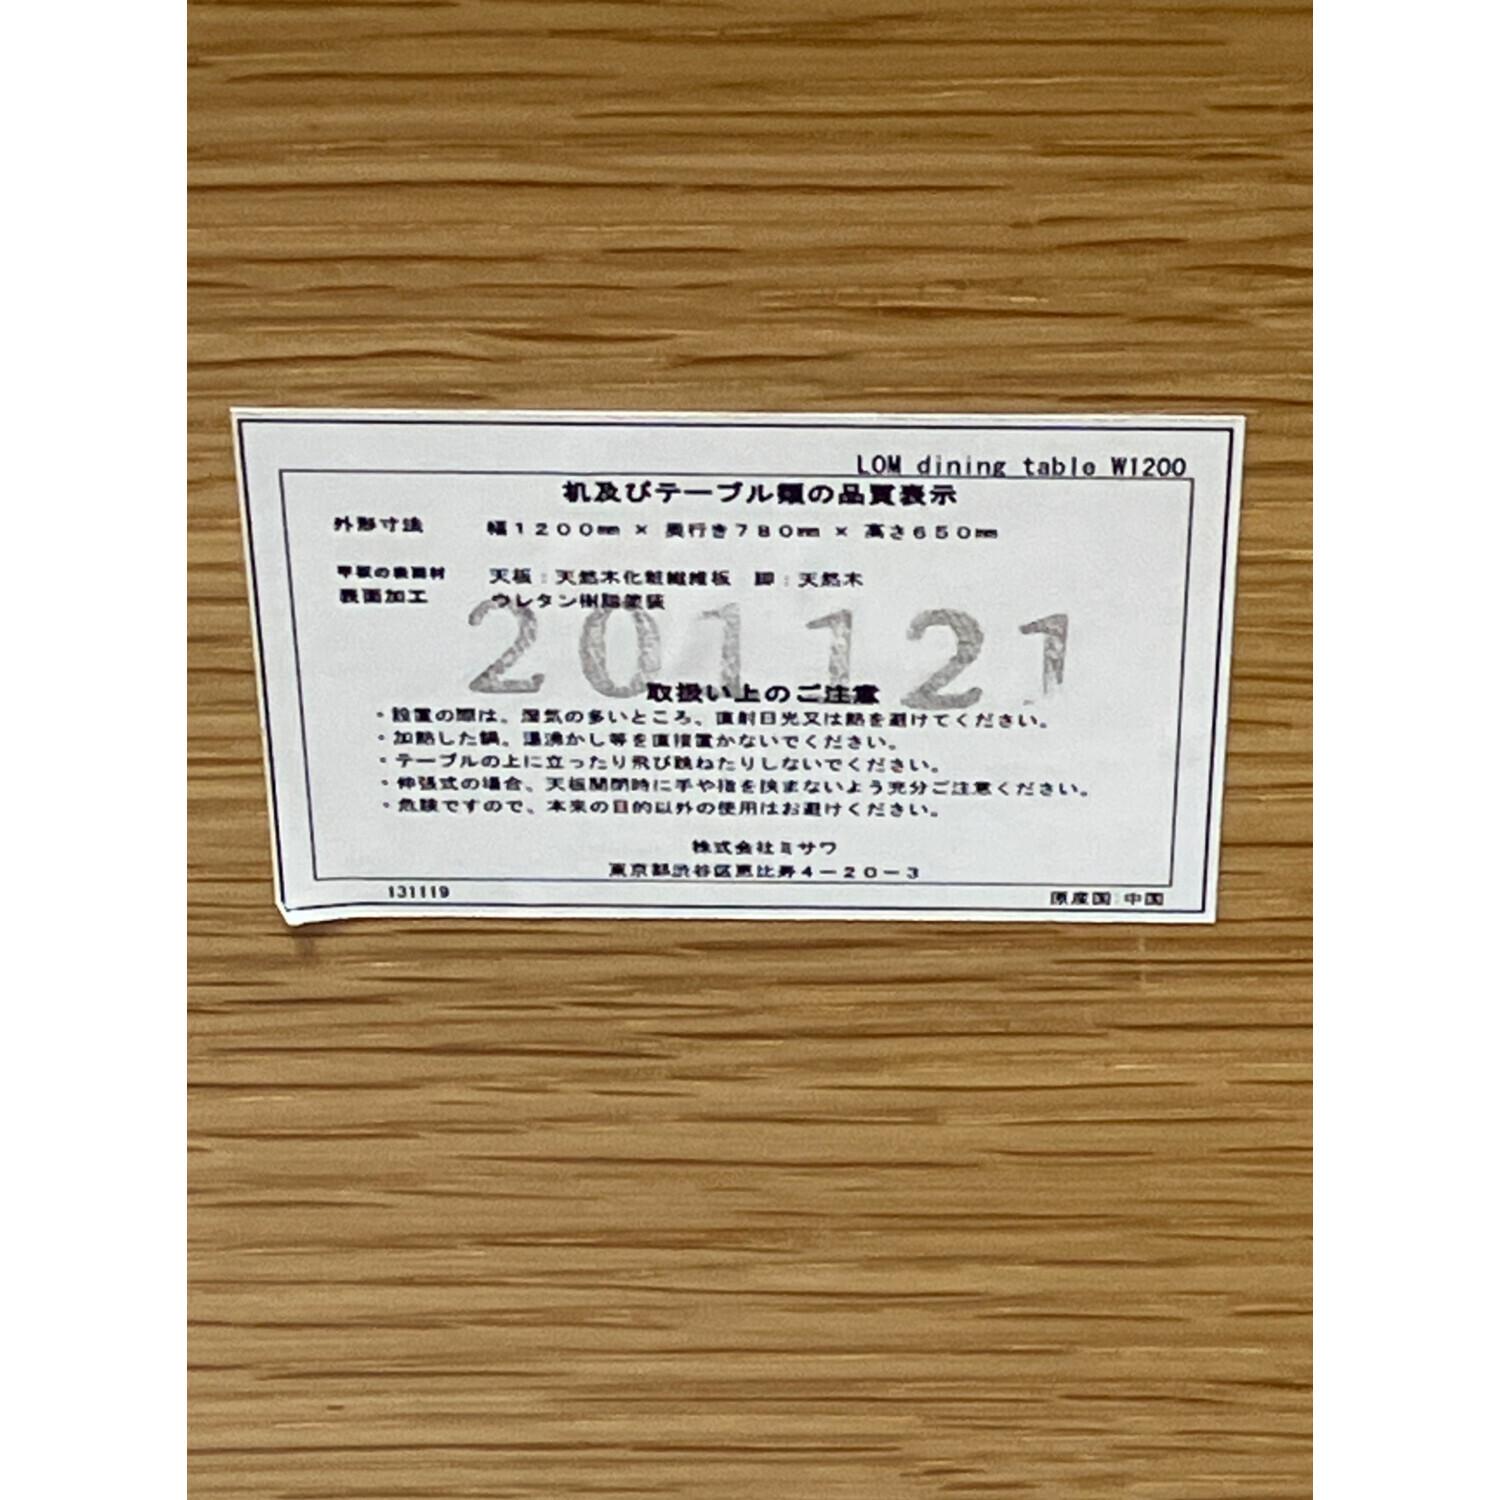 LOM dining table W1200
机及びテーブル類の品質表示
外形寸法 幅1200㎜ × 奥行き780㎜ × 高さ650㎜
甲板の表面材 天板：天然木化粧繊維板 脚：天然木
表面加工 ウレタン樹脂塗装
201121
取扱い上のご注意
・設置の際は、湿気の多いところ、直射日光又は熱を避けてください。
・加熱した鍋、湯沸かし等を直接置かないでください。
・テーブルの上に立ったり飛び跳ねたりしないでください。
・伸張式の場合、天板開閉時に手や指を挟まないよう充分ご注意ください。
・危険ですので、本来の目的以外の使用はお避けください。
株式会社ミサワ
東京都渋谷区恵比寿4－20－3
131119 原産国：中国